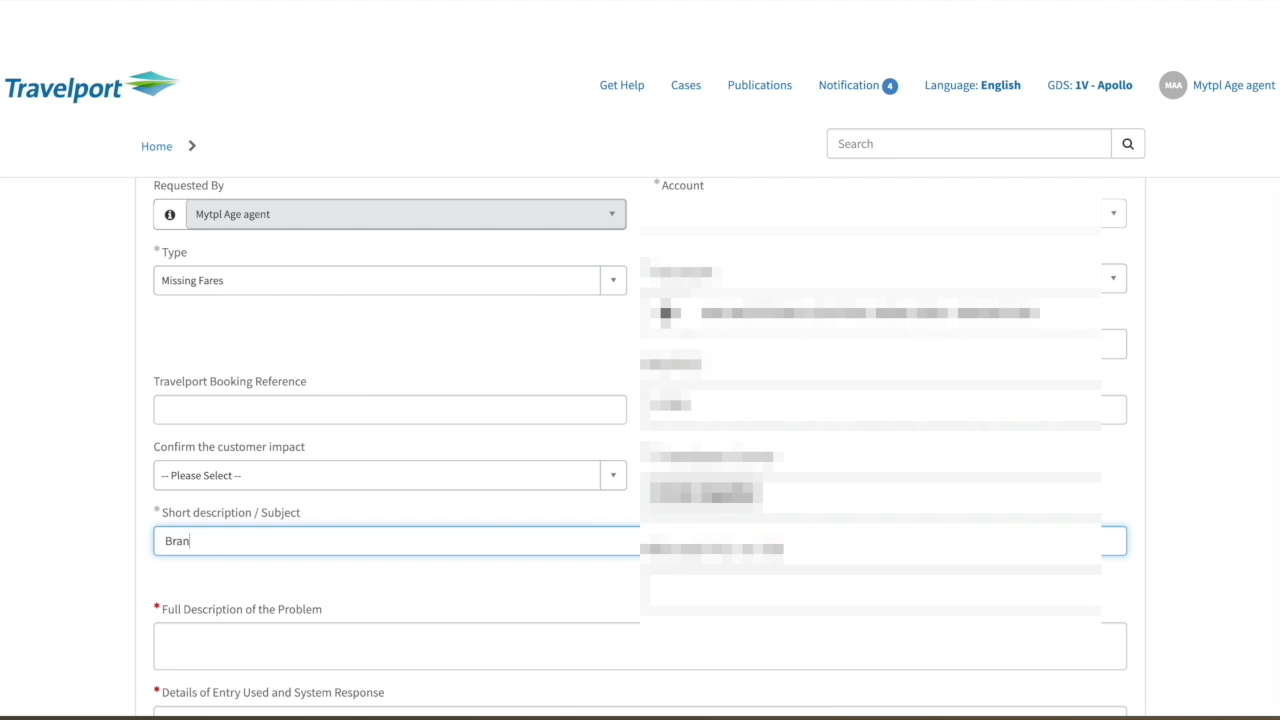 Travelport
Get Help Cases Publications Notification 4 Language: English GDS: 1V - Apollo MAA Mytpl Age agent
Home
Search
Requested By
* Account
Mytpl Age agent
* Type
Missing Fares
Travelport Booking Reference
Confirm the customer impact
-- Please Select --
* Short description / Subject
Bran
* Full Description of the Problem
* Details of Entry Used and System Response